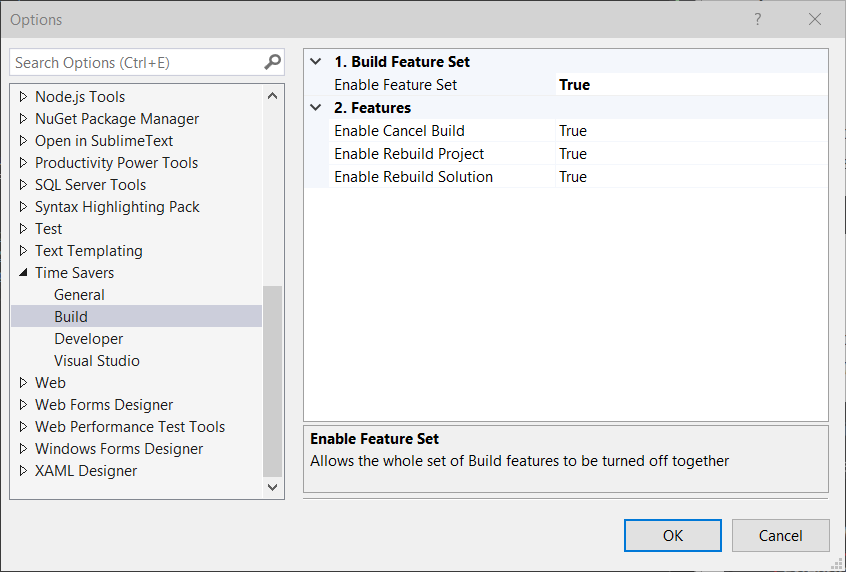 Options
?
Search Options (Ctrl+E)
Node.js Tools
NuGet Package Manager
Open in SublimeText
Productivity Power Tools
SQL Server Tools
Syntax Highlighting Pack
Test
Text Templating
Time Savers
General
Build
Developer
Visual Studio
Web
Web Forms Designer
Web Performance Test Tools
Windows Forms Designer
XAML Designer
1. Build Feature Set
Enable Feature Set True
2. Features
Enable Cancel Build True
Enable Rebuild Project True
Enable Rebuild Solution True
Enable Feature Set
Allows the whole set of Build features to be turned off together
OK Cancel